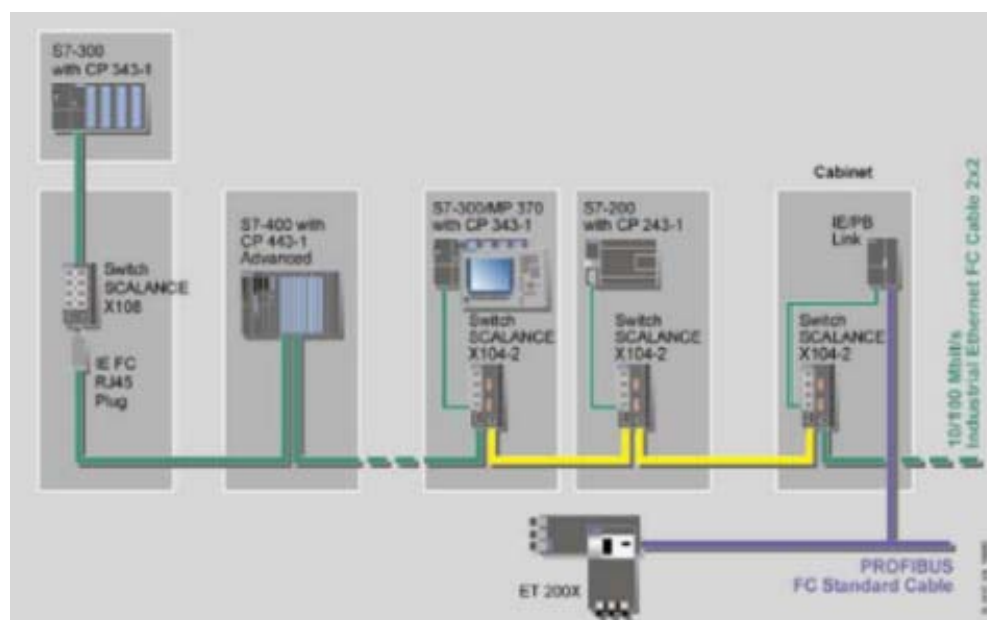 S7-300
with CP 343-1
Switch
SCALANCE
X108
IE FC
RJ45
Plug
S7-400 with
CP 443-1
Advanced
S7-300/MP 370
with CP 343-1
Switch
SCALANCE
X104-2
S7-200
with CP 243-1
Switch
SCALANCE
X104-2
Cabinet
IE/PB
Link
Switch
SCALANCE
X104-2
10/100 Mbit/s
Industrial Ethernet FC Cable 2x2
ET 200X
PROFIBUS
FC Standard Cable